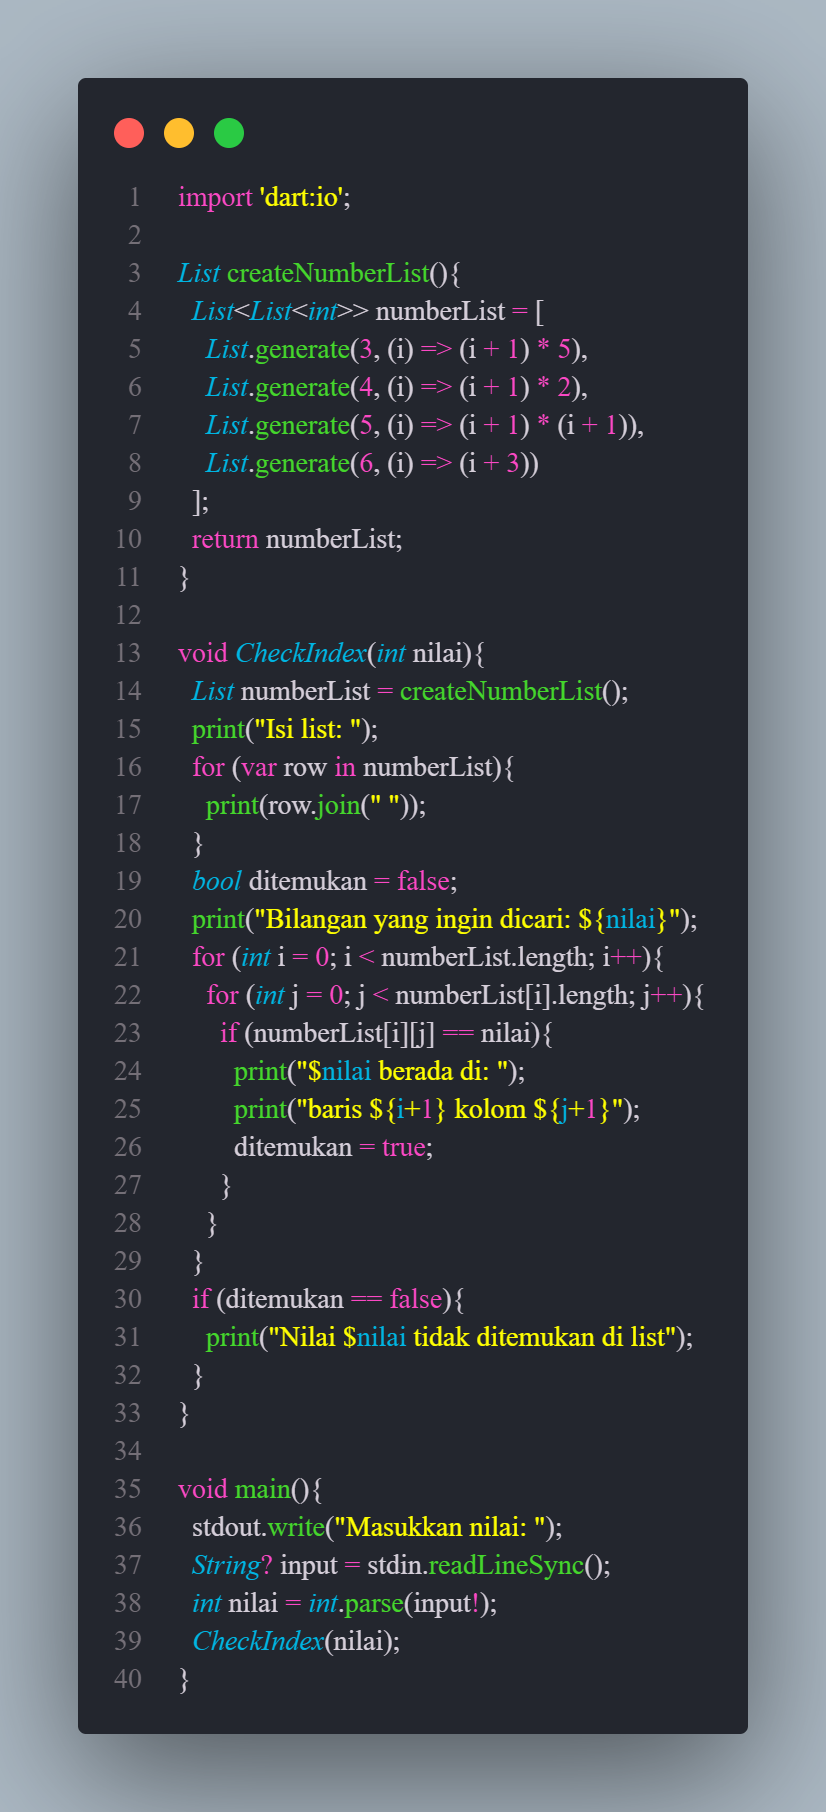 1 import 'dart:io';
2
3 List createNumberList(){
4   List<List<int>> numberList = [
5     List.generate(3, (i) => (i + 1) * 5),
6     List.generate(4, (i) => (i + 1) * 2),
7     List.generate(5, (i) => (i + 1) * (i + 1)),
8     List.generate(6, (i) => (i + 3))
9   ];
10   return numberList;
11 }
12
13 void CheckIndex(int nilai){
14   List numberList = createNumberList();
15   print("Isi list: ");
16   for (var row in numberList){
17     print(row.join(" "));
18   }
19   bool ditemukan = false;
20   print("Bilangan yang ingin dicari: ${nilai}");
21   for (int i = 0; i < numberList.length; i++){
22     for (int j = 0; j < numberList[i].length; j++){
23       if (numberList[i][j] == nilai){
24         print("$nilai berada di: ");
25         print("baris ${i+1} kolom ${j+1}");
26         ditemukan = true;
27       }
28     }
29   }
30   if (ditemukan == false){
31     print("Nilai $nilai tidak ditemukan di list");
32   }
33 }
34
35 void main(){
36   stdout.write("Masukkan nilai: ");
37   String? input = stdin.readLineSync();
38   int nilai = int.parse(input!);
39   CheckIndex(nilai);
40 }